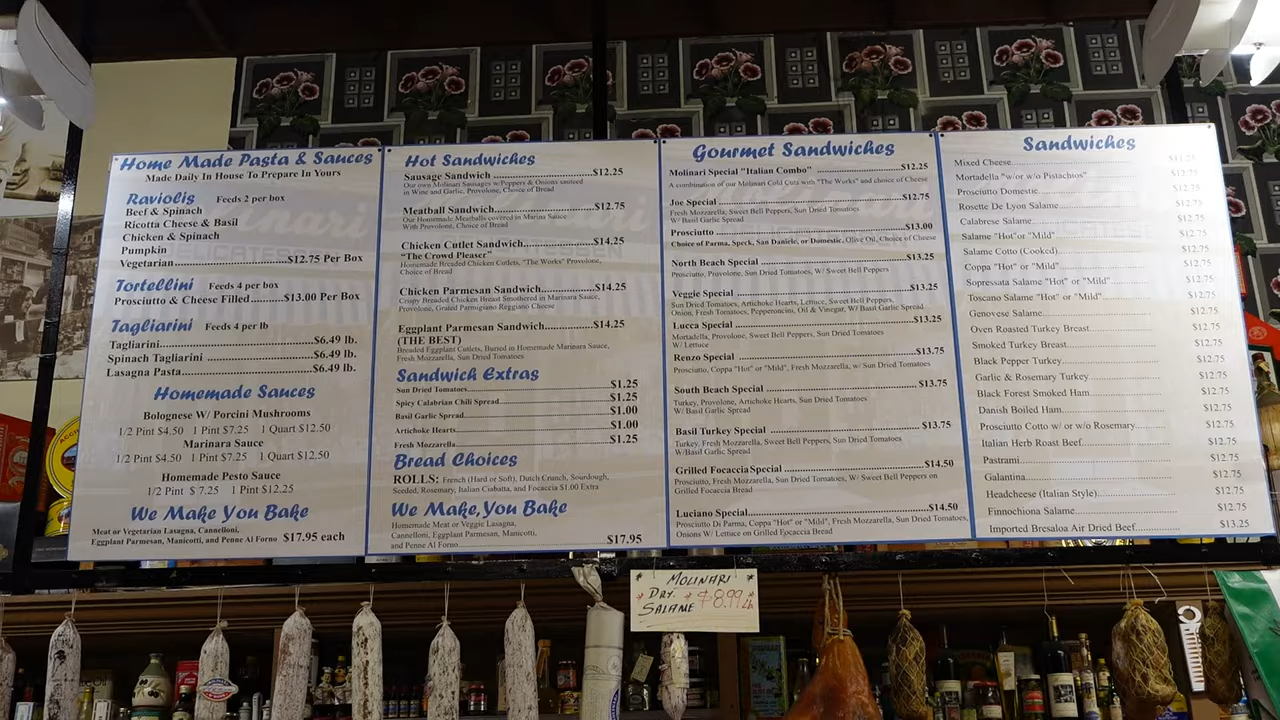 Home Made Pasta & Sauces
Made Daily In House To Prepare In Yours
Raviolis Feeds 2 per box
Beef & Spinach
Ricotta Cheese & Basil
Chicken & Spinach
Pumpkin
Vegetarian $12.75 Per Box
Tortellini Feeds 4 per box
Prosciutto & Cheese Filled $13.00 Per Box
Tagliarini Feeds 4 per lb
Tagliarini $6.49 lb.
Spinach Tagliarini $6.49 lb.
Lasagna Pasta $6.49 lb.
Homemade Sauces
Bolognese W/ Porcini Mushrooms
1/2 Pint $4.50 1 Pint $7.25 1 Quart $12.50
Marinara Sauce
1/2 Pint $4.50 1 Pint $7.25 1 Quart $12.50
Homemade Pesto Sauce
1/2 Pint $ 7.25 1 Pint $12.25
We Make You Bake
Meat or Vegetarian Lasagna, Cannelloni,
Eggplant Parmesan, Manicotti, and Penne Al Forno $17.95 each
Hot Sandwiches
Sausage Sandwich $12.25
Our own Molinari Sausages w/Peppers & Onions sauteed
in Wine and Garlic, Provolone, Choice of Bread
Meatball Sandwich $12.75
Our Homemade Meatballs covered in Marina Sauce
With Provolone, Choice of Bread
Chicken Cutlet Sandwich $14.25
"The Crowd Pleaser"
Homemade Breaded Chicken Cutlets, "The Works" Provolone,
Choice of Bread
Chicken Parmesan Sandwich $14.25
Crispy Breaded Chicken Breast Smothered in Marinara Sauce,
Provolone, Grated Parmigiano Reggiano Cheese
Eggplant Parmesan Sandwich $14.25
(THE BEST)
Breaded Eggplant Cutlets, Buried in Homemade Marinara Sauce,
Fresh Mozzarella, Sun Dried Tomatoes
Sandwich Extras
Sun Dried Tomatoes $1.25
Spicy Calabrian Chili Spread $1.25
Basil Garlic Spread $1.00
Artichoke Hearts $1.00
Fresh Mozzarella $1.25
Bread Choices
ROLLS: French (Hard or Soft), Dutch Crunch, Sourdough,
Seeded, Rosemary, Italian Ciabatta, and Focaccia $1.00 Extra
We Make, You Bake
Homemade Meat or Veggie Lasagna,
Cannelloni, Eggplant Parmesan, Manicotti,
and Penne Al Forno $17.95
Gourmet Sandwiches
Molinari Special "Italian Combo" $12.25
A combination of our Molinari Cold Cuts with "The Works" and choice of Cheese
Joe Special $12.75
Fresh Mozzarella, Sweet Bell Peppers, Sun Dried Tomatoes
W/ Basil Garlic Spread
Prosciutto $13.00
Choice of Parma, Speck, San Daniele, or Domestic, Olive Oil, Choice of Cheese
North Beach Special $13.25
Prosciutto, Provolone, Sun Dried Tomatoes, W/ Sweet Bell Peppers
Veggie Special $13.25
Sun Dried Tomatoes, Artichoke Hearts, Lettuce, Sweet Bell Peppers,
Onion, Fresh Tomatoes, Pepperoncini, Oil & Vinegar, W/ Basil Garlic Spread
Lucca Special $13.25
Mortadella, Provolone, Sweet Bell Peppers, Sun Dried Tomatoes
W/ Lettuce
Renzo Special $13.75
Prosciutto, Coppa "Hot" or "Mild", Fresh Mozzarella, w/ Sun Dried Tomatoes
South Beach Special $13.75
Turkey, Provolone, Artichoke Hearts, Sun Dried Tomatoes
W/ Basil Garlic Spread
Basil Turkey Special $13.75
Turkey, Fresh Mozzarella, Sweet Bell Peppers, Sun Dried Tomatoes
W/Basil Garlic Spread
Grilled Focaccia Special $14.50
Prosciutto, Fresh Mozzarella, Sun Dried Tomatoes, W/ Sweet Bell Peppers on
Grilled Focaccia Bread
Luciano Special $14.50
Prosciutto Di Parma, Coppa "Hot" or "Mild", Fresh Mozzarella, Sun Dried Tomatoes,
Onions W/ Lettuce on Grilled Focaccia Bread
Sandwiches
Mixed Cheese
Mortadella "w/or w/o Pistachios" $12.75
Prosciutto Domestic $12.75
Rosette De Lyon Salame $12.75
Calabrese Salame $12.75
Salame "Hot" or "Mild" $12.75
Salame Cotto (Cooked) $12.75
Coppa "Hot" or "Mild" $12.75
Sopressata Salame "Hot" or "Mild" $12.75
Toscano Salame "Hot" or "Mild" $12.75
Genovese Salame $12.75
Oven Roasted Turkey Breast $12.75
Smoked Turkey Breast $12.75
Black Pepper Turkey $12.75
Garlic & Rosemary Turkey $12.75
Black Forest Smoked Ham $12.75
Danish Boiled Ham $12.75
Prosciutto Cotto w/ or w/o Rosemary $12.75
Italian Herb Roast Beef $12.75
Pastrami $12.75
Galantina $12.75
Headcheese (Italian Style) $12.75
Finnochiona Salame $12.75
Imported Bresaloa Air Dried Beef $13.25
MOLINARI
DRY
SALAME $8.99 Lb